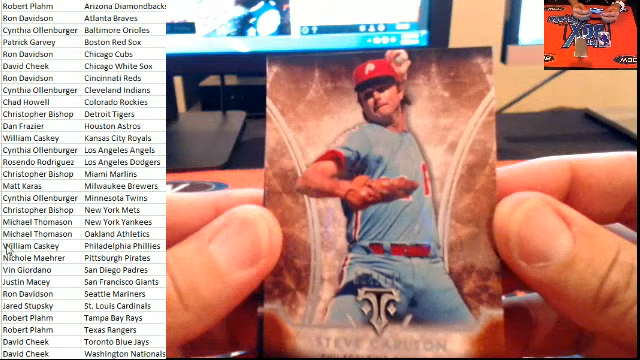 Robert Plahm Arizona Diamondbacks
Ron Davidson Atlanta Braves
Cynthia Ollenburger Baltimore Orioles
Patrick Garvey Boston Red Sox
Ron Davidson Chicago Cubs
David Cheek Chicago White Sox
Ron Davidson Cincinnati Reds
Cynthia Ollenburger Cleveland Indians
Chad Howell Colorado Rockies
Christopher Bishop Detroit Tigers
Dan Frazier Houston Astros
William Caskey Kansas City Royals
Cynthia Ollenburger Los Angeles Angels
Rosendo Rodriguez Los Angeles Dodgers
Christopher Bishop Miami Marlins
Matt Karas Milwaukee Brewers
Cynthia Ollenburger Minnesota Twins
Christopher Bishop New York Mets
Michael Thomason New York Yankees
Michael Thomason Oakland Athletics
William Caskey Philadelphia Phillies
Nichole Maehrer Pittsburgh Pirates
Vin Giordano San Diego Padres
Justin Macey San Francisco Giants
Ron Davidson Seattle Mariners
Jared Stupsky St. Louis Cardinals
Robert Plahm Tampa Bay Rays
Robert Plahm Texas Rangers
David Cheek Toronto Blue Jays
David Cheek Washington Nationals
STEVE CARLTON